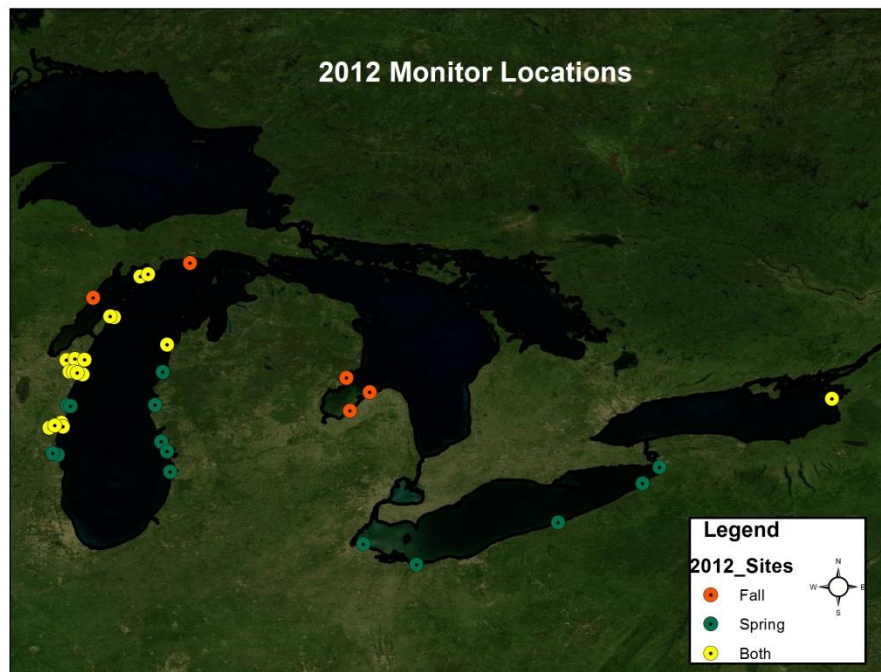 2012 Monitor Locations
Legend
2012_Sites
N
W E
S
Fall
Spring
Both